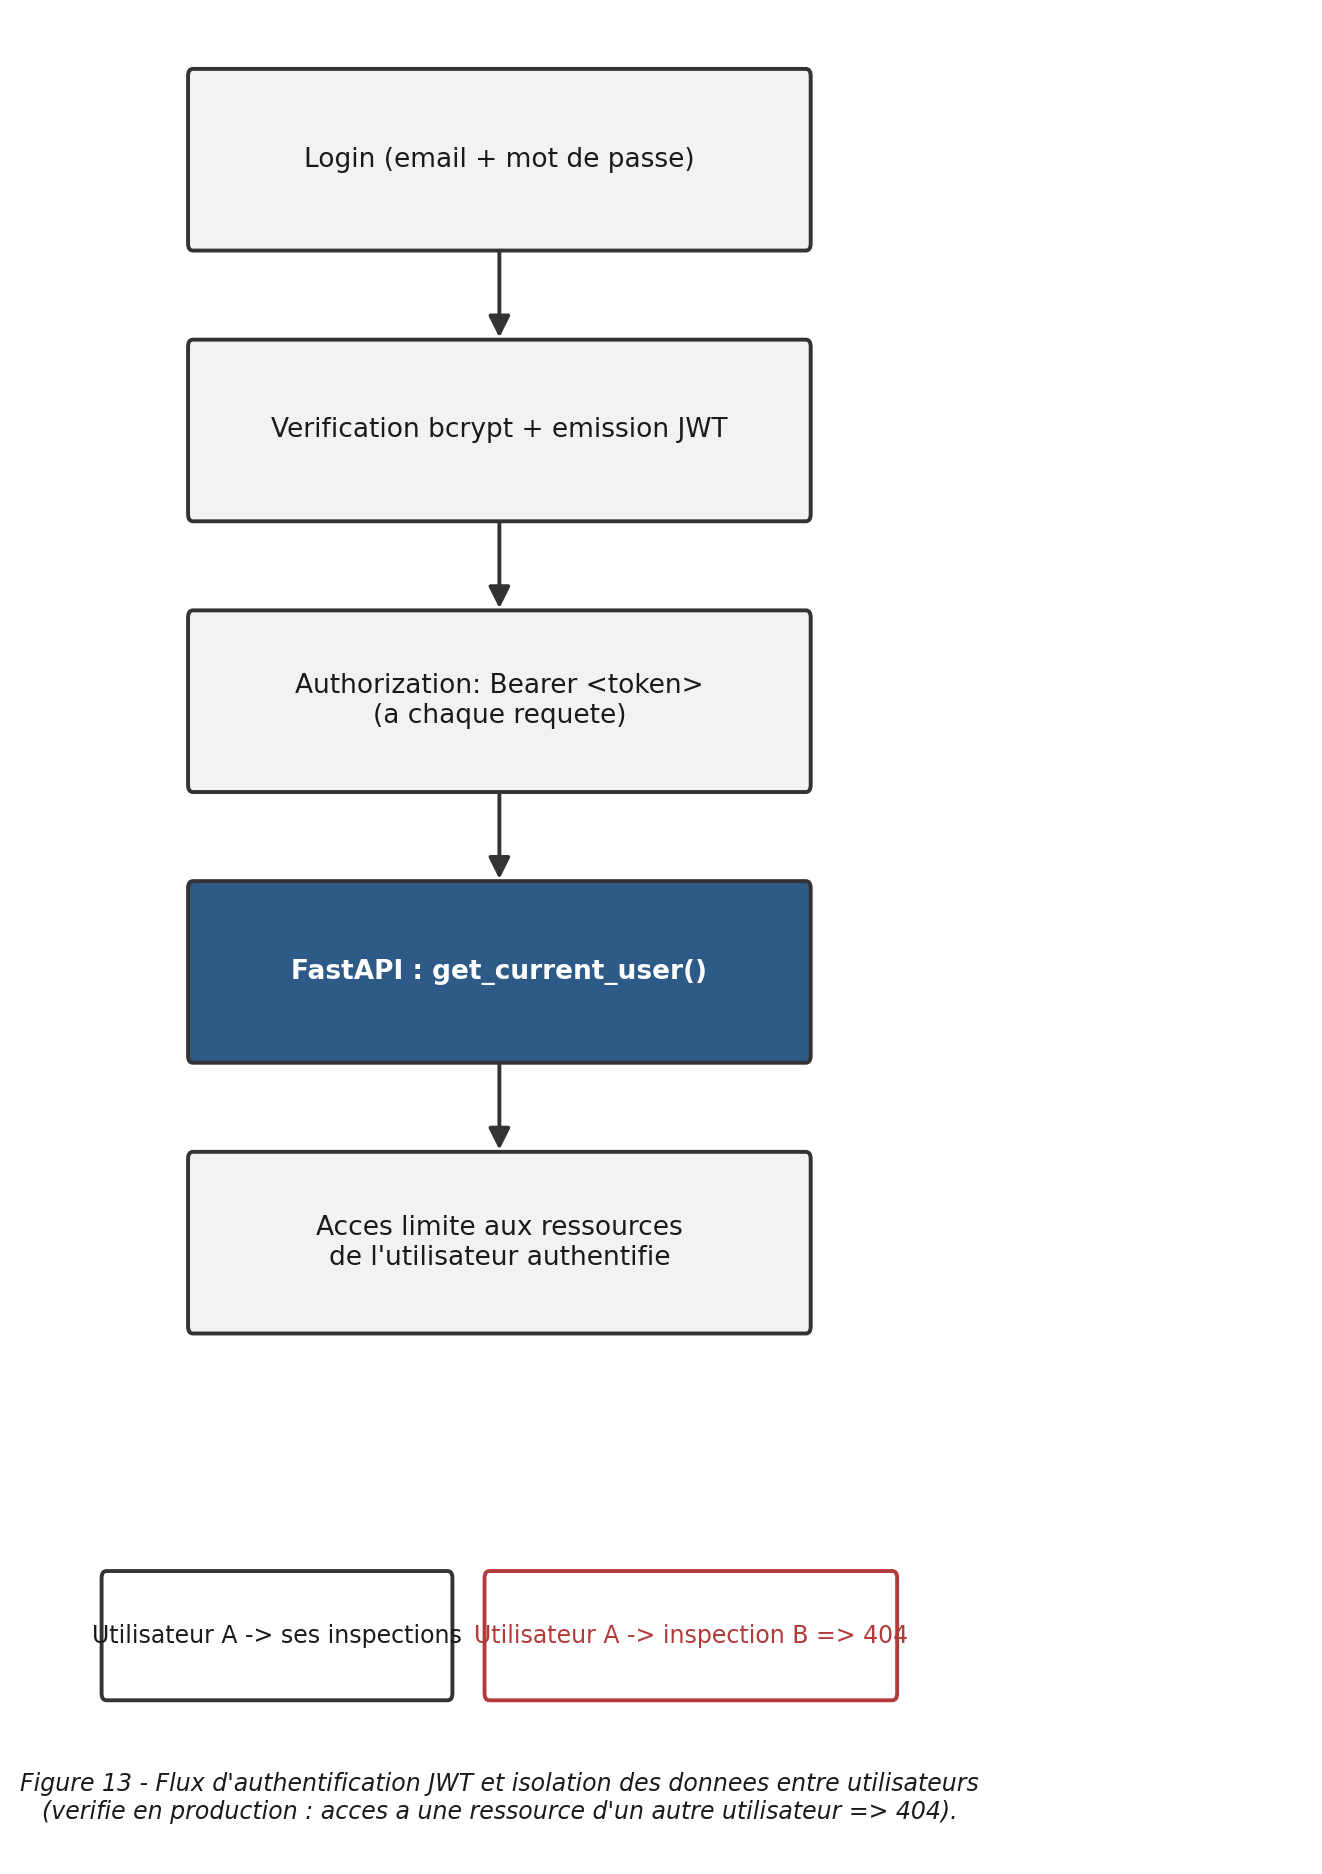 Login (email + mot de passe)
Verification bcrypt + emission JWT
Authorization: Bearer <token>
(a chaque requete)
FastAPI : get_current_user()
Acces limite aux ressources
de l'utilisateur authentifie
Utilisateur A -> ses inspections
Utilisateur A -> inspection B => 404
Figure 13 - Flux d'authentification JWT et isolation des donnees entre utilisateurs
(verifie en production : acces a une ressource d'un autre utilisateur => 404).